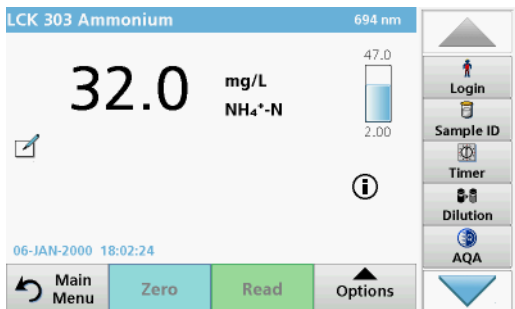 LCK 303 Ammonium 694 nm
47.0
32.0 mg/L
NH₄⁺-N
2.00
06-JAN-2000 18:02:24
Main
Menu
Zero
Read
Options
Login
Sample ID
Timer
Dilution
AQA